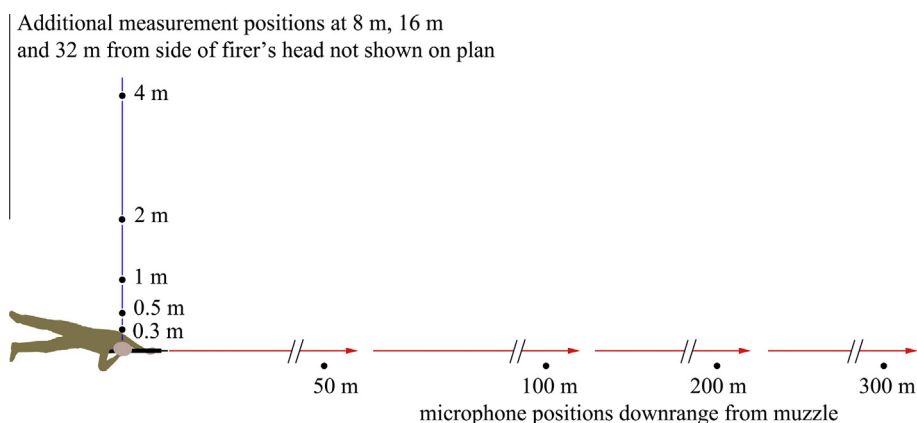 Additional measurement positions at 8 m, 16 m
and 32 m from side of firer's head not shown on plan
4 m
2 m
1 m
0.5 m
0.3 m
50 m
100 m
200 m
300 m
microphone positions downrange from muzzle